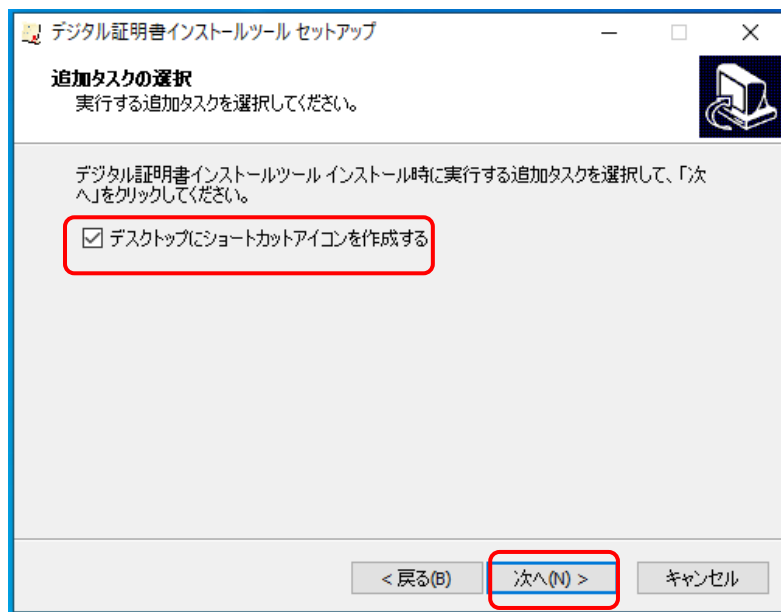 デジタル証明書インストールツール セットアップ
追加タスクの選択
実行する追加タスクを選択してください。
デジタル証明書インストールツール インストール時に実行する追加タスクを選択して、「次
へ」をクリックしてください。
デスクトップにショートカットアイコンを作成する
< 戻る(B)
次へ(N) >
キャンセル